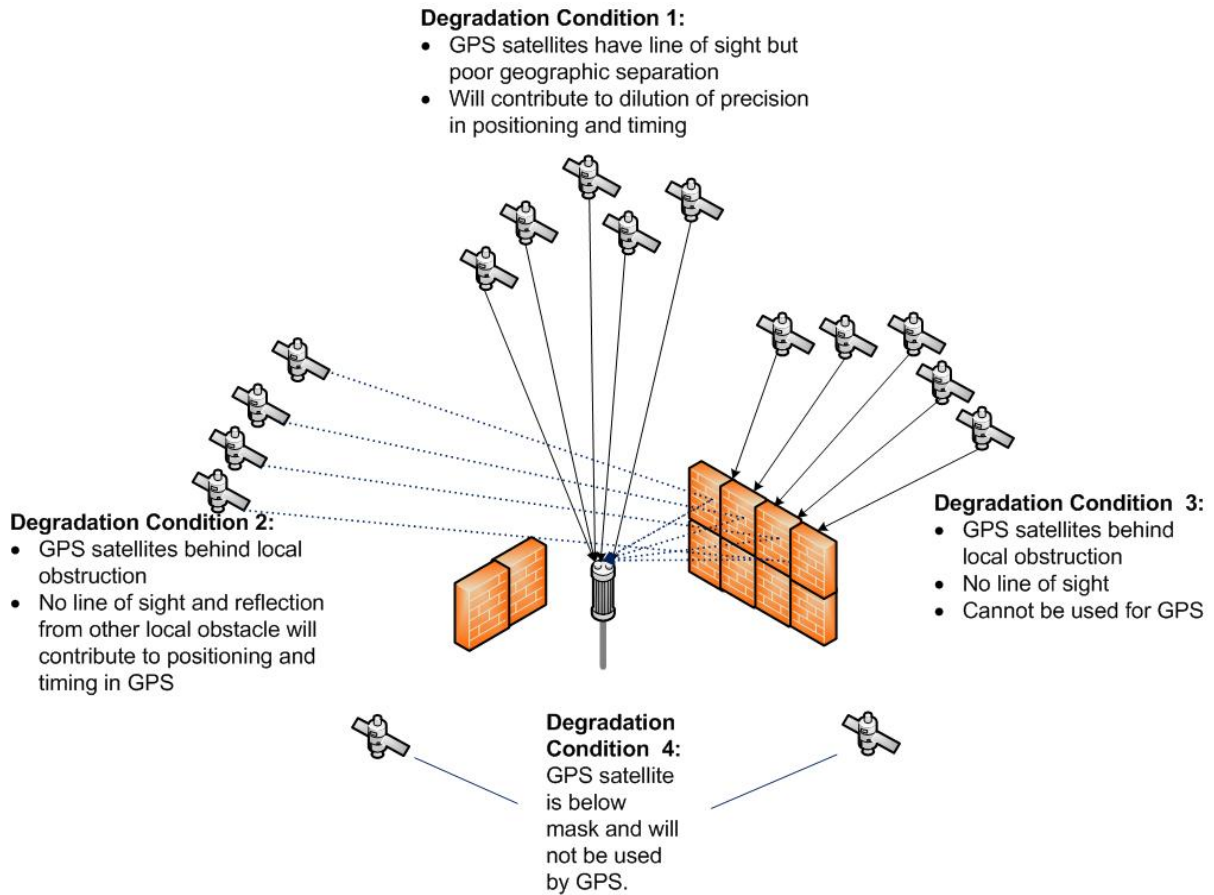 Degradation Condition 1:
• GPS satellites have line of sight but
poor geographic separation
• Will contribute to dilution of precision
in positioning and timing
Degradation Condition 2:
• GPS satellites behind local
obstruction
• No line of sight and reflection
from other local obstacle will
contribute to positioning and
timing in GPS
Degradation Condition  3:
• GPS satellites behind
local obstruction
• No line of sight
• Cannot be used for GPS
Degradation
Condition  4:
GPS satellite
is below
mask and will
not be used
by GPS.